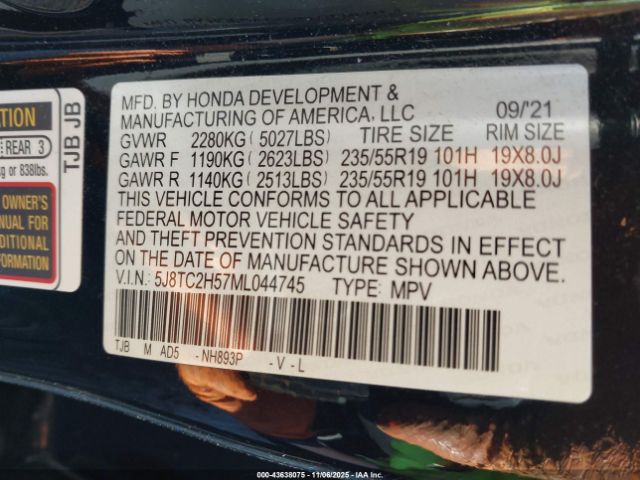 MFD. BY HONDA DEVELOPMENT &
MANUFACTURING OF AMERICA, LLC 09/'21
GVWR 2280KG (5027LBS) TIRE SIZE RIM SIZE
GAWR F 1190KG (2623LBS) 235/55R19 101H 19X8.0J
GAWR R 1140KG (2513LBS) 235/55R19 101H 19X8.0J
THIS VEHICLE CONFORMS TO ALL APPLICABLE
FEDERAL MOTOR VEHICLE SAFETY
AND THEFT PREVENTION STANDARDS IN EFFECT
ON THE DATE OF MANUFACTURE SHOWN ABOVE.
V.I.N.: 5J8TC2H57ML044745 TYPE: MPV
TJB M AD5 -NH893P -V-L
TJB JB
REAR 3
or 838lbs.
OWNER'S
MANUAL FOR
DDITIONAL
FORMATION
000-43638075 - 11/06/2025 - IAA Inc.